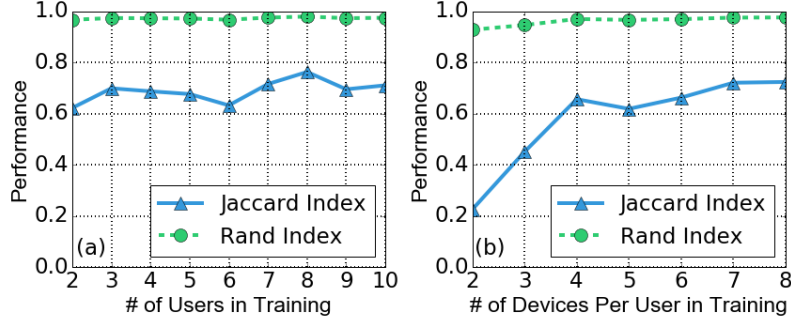 1.0
0.8
0.6
0.4
0.2
0.0
Performance
Jaccard Index
Rand Index
(a)
2 3 4 5 6 7 8 9 10
# of Users in Training
1.0
0.8
0.6
0.4
0.2
0.0
Performance
Jaccard Index
Rand Index
(b)
2 3 4 5 6 7 8
# of Devices Per User in Training